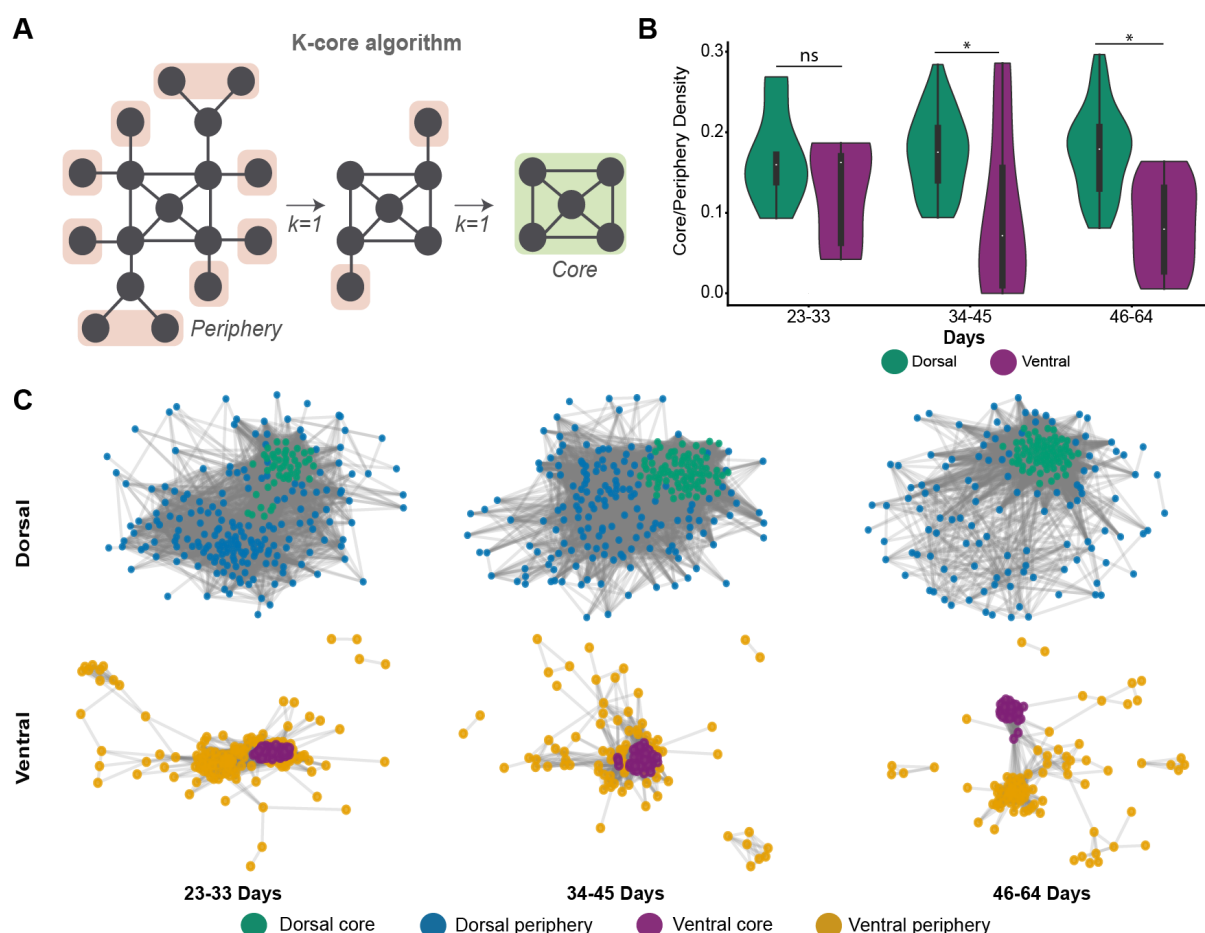 A
K-core algorithm
k=1
k=1
Periphery
Core
B
Core/Periphery Density
0.3
0.2
0.1
0.0
ns
*
*
23-33
34-45
46-64
Days
Dorsal
Ventral
C
Dorsal
Ventral
23-33 Days
34-45 Days
46-64 Days
Dorsal core
Dorsal periphery
Ventral core
Ventral periphery